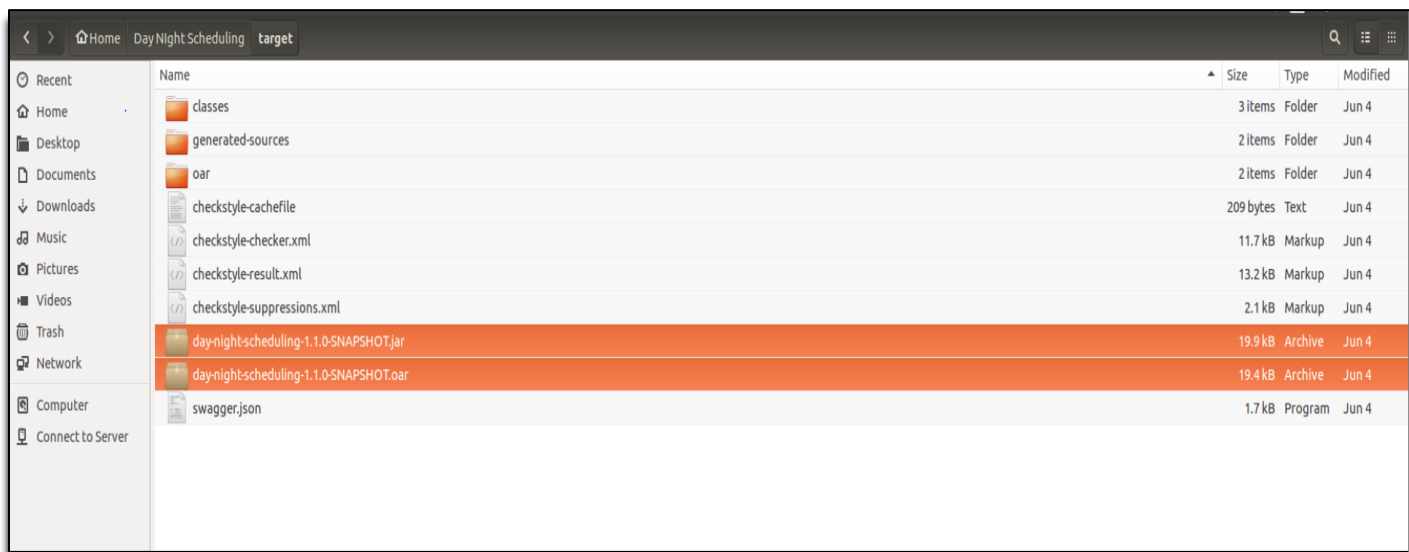 Home Day NIght Scheduling target
Name Size Type Modified
Recent
Home
Desktop
Documents
Downloads
Music
Pictures
Videos
Trash
Network
Computer
Connect to Server
classes 3 items Folder Jun 4
generated-sources 2 items Folder Jun 4
oar 2 items Folder Jun 4
checkstyle-cachefile 209 bytes Text Jun 4
checkstyle-checker.xml 11.7 kB Markup Jun 4
checkstyle-result.xml 13.2 kB Markup Jun 4
checkstyle-suppressions.xml 2.1 kB Markup Jun 4
day-night-scheduling-1.1.0-SNAPSHOT.jar 19.9 kB Archive Jun 4
day-night-scheduling-1.1.0-SNAPSHOT.oar 19.4 kB Archive Jun 4
swagger.json 1.7 kB Program Jun 4